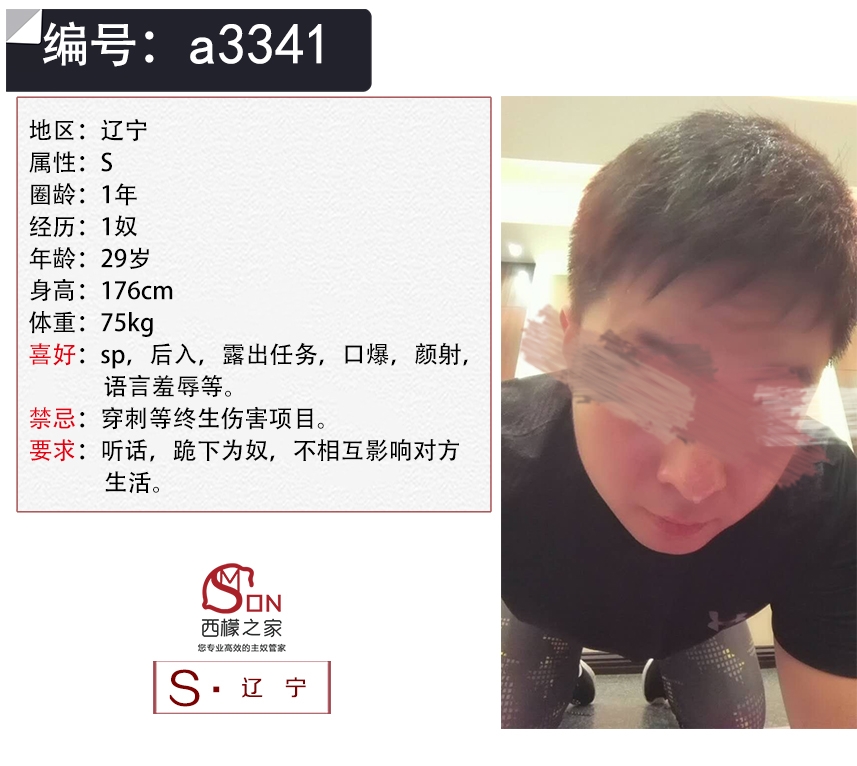 编号：a3341
地区：辽宁
属性：S
圈龄：1年
经历：1奴
年龄：29岁
身高：176cm
体重：75kg
喜好：sp，后入，露出任务，口爆，颜射，
语言羞辱等。
禁忌：穿刺等终生伤害项目。
要求：听话，跪下为奴，不相互影响对方
生活。
SMON
西檬之家
您专业高效的主奴管家
S·辽宁